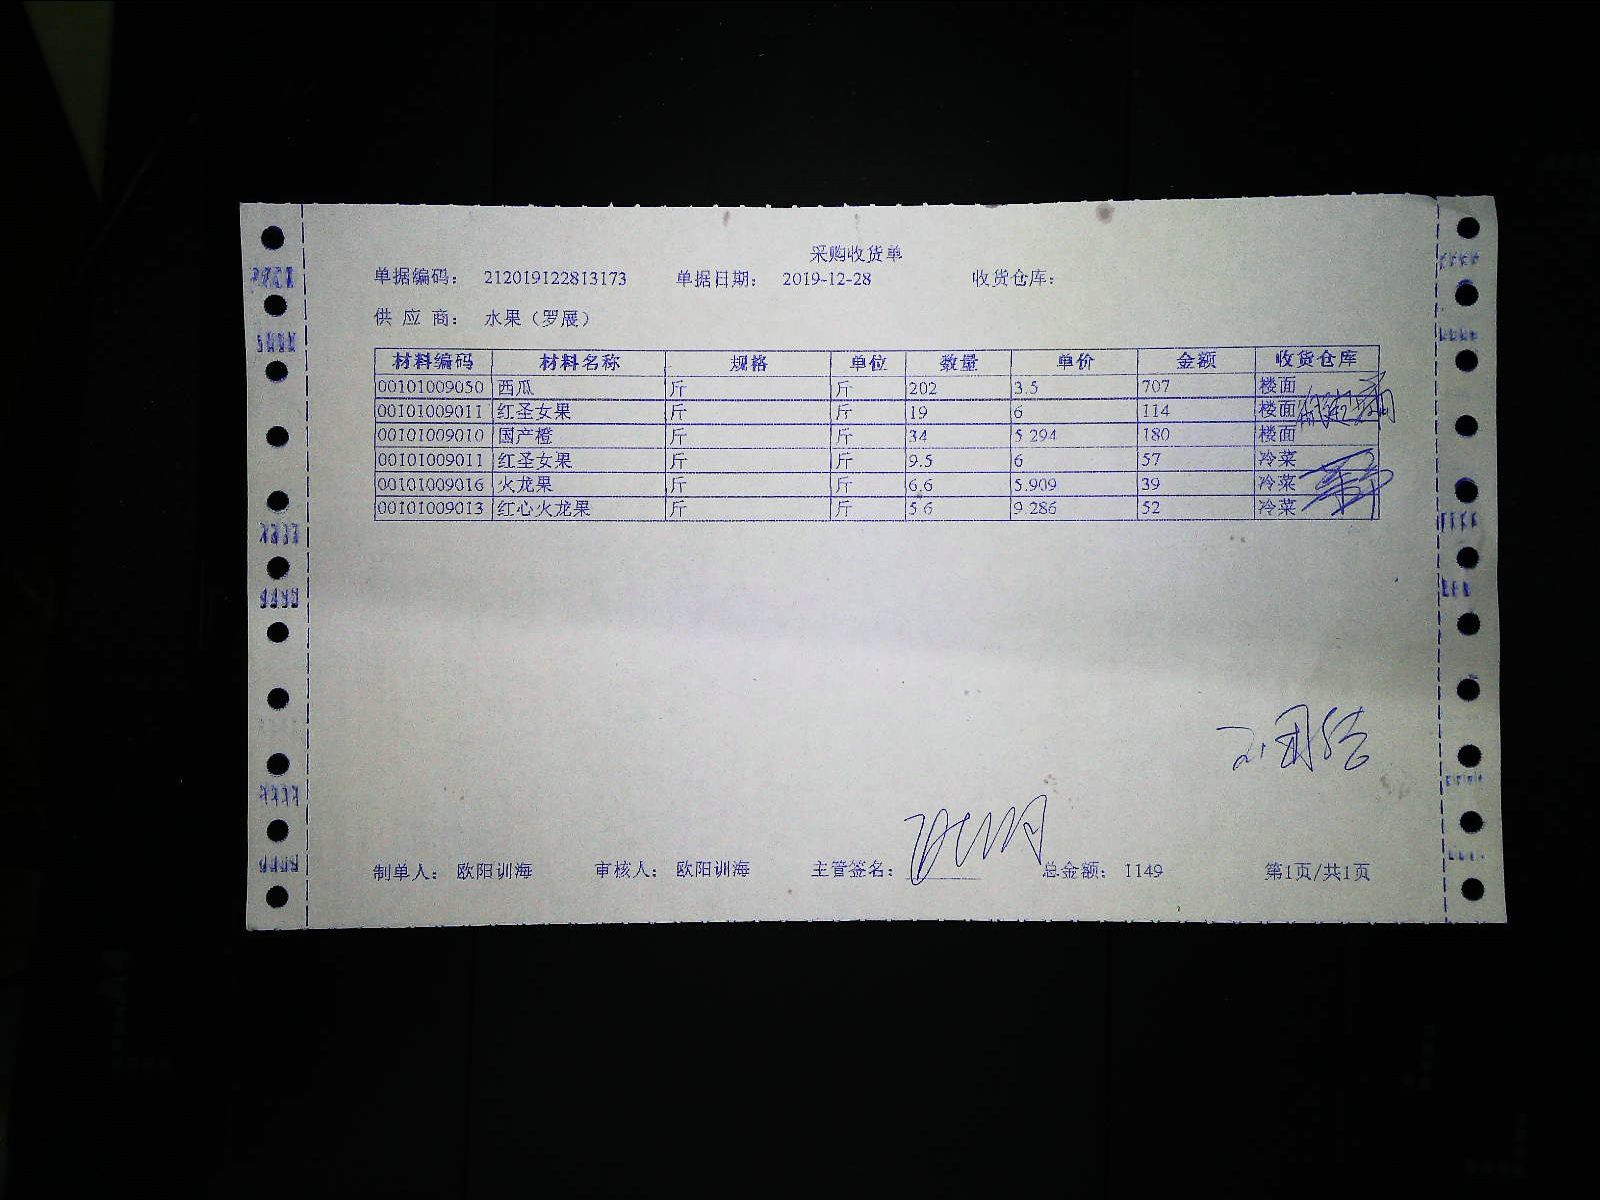 采购收货单
单据编码： 212019122813173 单据日期： 2019-12-28 收货仓库：
供 应 商： 水果（罗展）
材料编码 材料名称 规格 单位 数量 单价 金额 收货仓库
00101009050 西瓜 斤 斤 202 3.5 707 楼面
00101009011 红圣女果 斤 斤 19 6 114 楼面
00101009010 国产橙 斤 斤 34 5.294 180 楼面
00101009011 红圣女果 斤 斤 9.5 6 57 冷菜
00101009016 火龙果 斤 斤 6.6 5.909 39 冷菜
00101009013 红心火龙果 斤 斤 5.6 9.286 52 冷菜
制单人： 欧阳训海 审核人： 欧阳训海 主管签名： 总金额： 1149 第1页/共1页